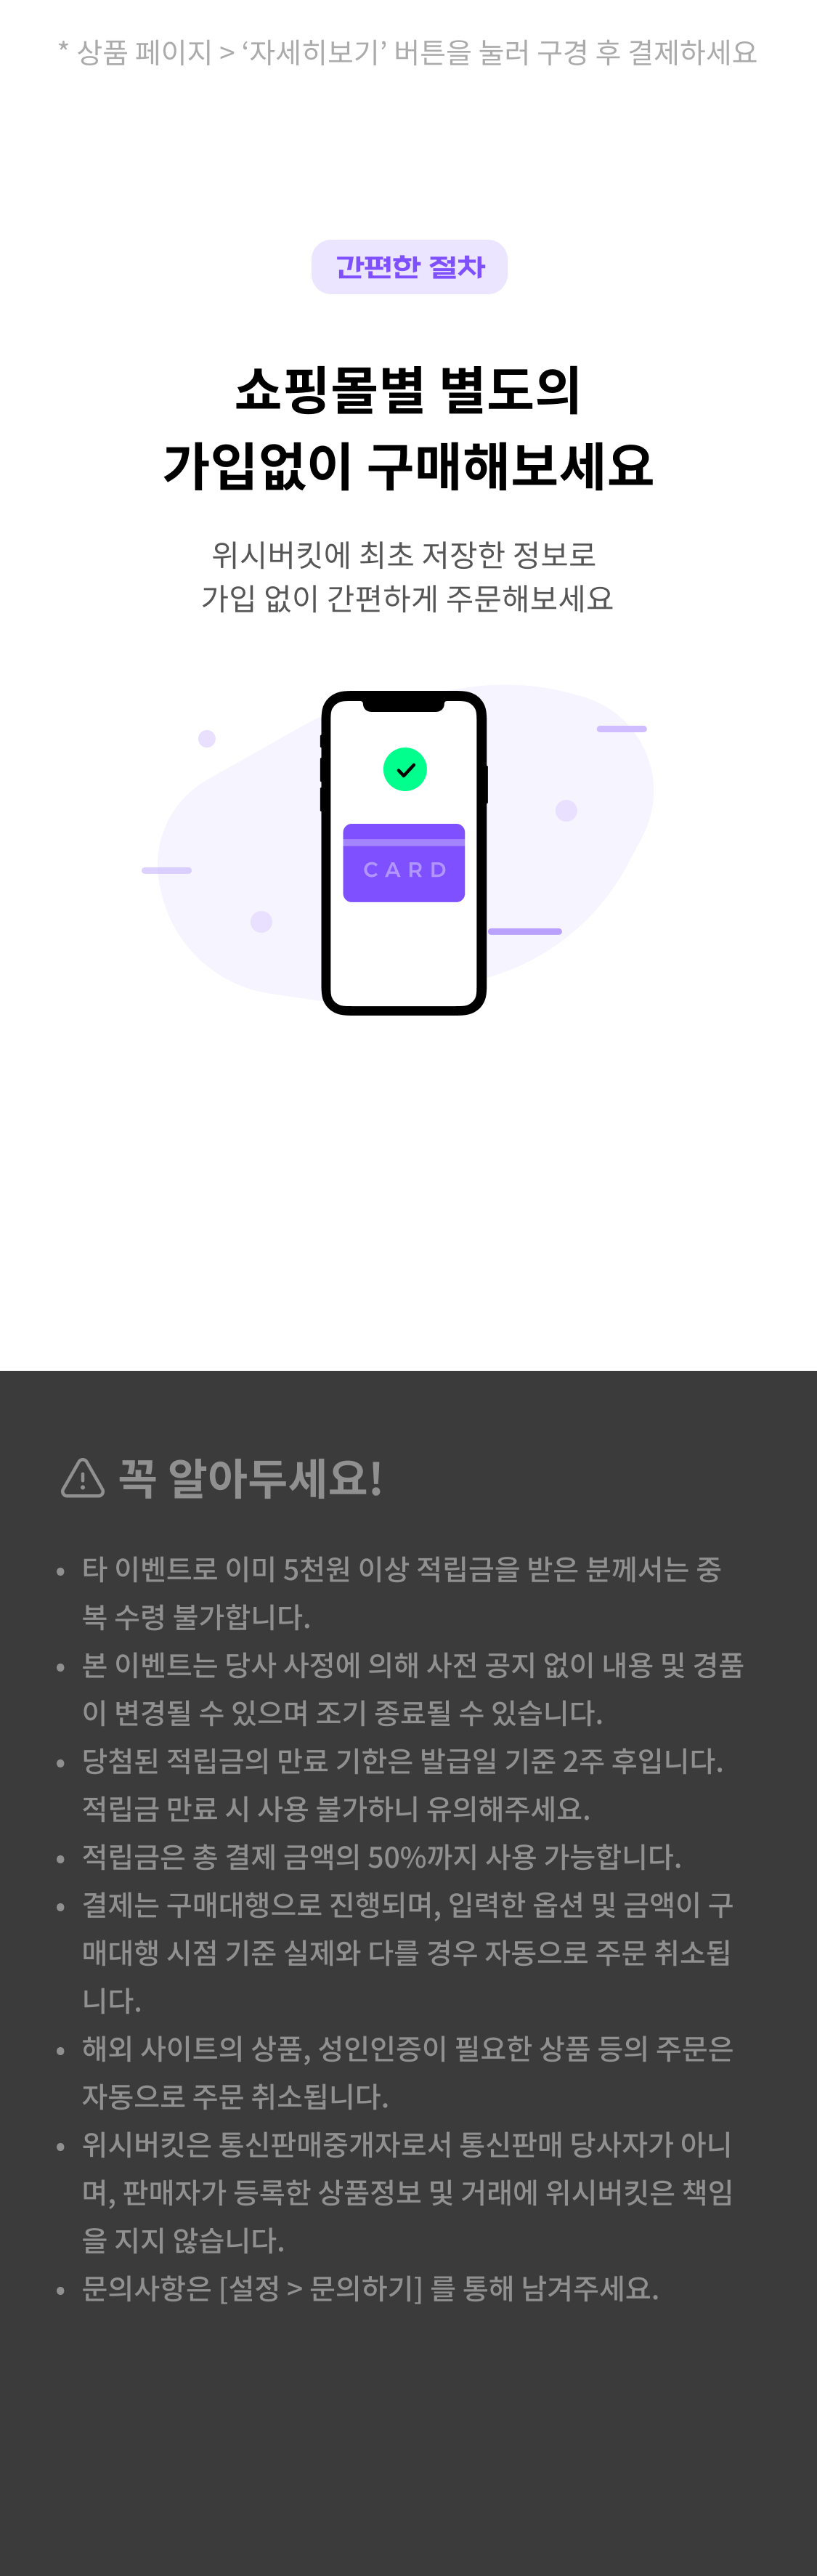 * 상품 페이지 > ‘자세히보기’ 버튼을 눌러 구경 후 결제하세요
간편한 절차
쇼핑몰별 별도의
가입없이 구매해보세요
위시버킷에 최초 저장한 정보로
가입 없이 간편하게 주문해보세요
CARD
꼭 알아두세요!
• 타 이벤트로 이미 5천원 이상 적립금을 받은 분께서는 중
복 수령 불가합니다.
• 본 이벤트는 당사 사정에 의해 사전 공지 없이 내용 및 경품
이 변경될 수 있으며 조기 종료될 수 있습니다.
• 당첨된 적립금의 만료 기한은 발급일 기준 2주 후입니다.
적립금 만료 시 사용 불가하니 유의해주세요.
• 적립금은 총 결제 금액의 50%까지 사용 가능합니다.
• 결제는 구매대행으로 진행되며, 입력한 옵션 및 금액이 구
매대행 시점 기준 실제와 다를 경우 자동으로 주문 취소됩
니다.
• 해외 사이트의 상품, 성인인증이 필요한 상품 등의 주문은
자동으로 주문 취소됩니다.
• 위시버킷은 통신판매중개자로서 통신판매 당사자가 아니
며, 판매자가 등록한 상품정보 및 거래에 위시버킷은 책임
을 지지 않습니다.
• 문의사항은 [설정 > 문의하기] 를 통해 남겨주세요.